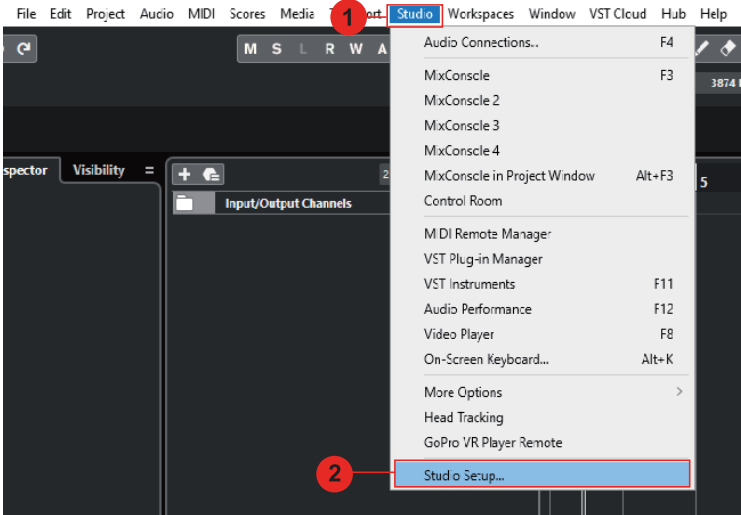 File Edit Project Audio MIDI Scores Media T 1 ort Studio Workspaces Window VST Cloud Hub Help
M S L R W A
3874
spector Visibility
2
5
Input/Output Channels
Audio Connections... F4
MixConsole F3
MixConsole 2
MixConsole 3
MixConsole 4
MixConsole in Project Window Alt+F3
Control Room
MIDI Remote Manager
VST Plug-in Manager
VST Instruments F11
Audio Performance F12
Video Player F8
On-Screen Keyboard... Alt+K
More Options >
Head Tracking
GoPro VR Player Remote
2 Studio Setup...